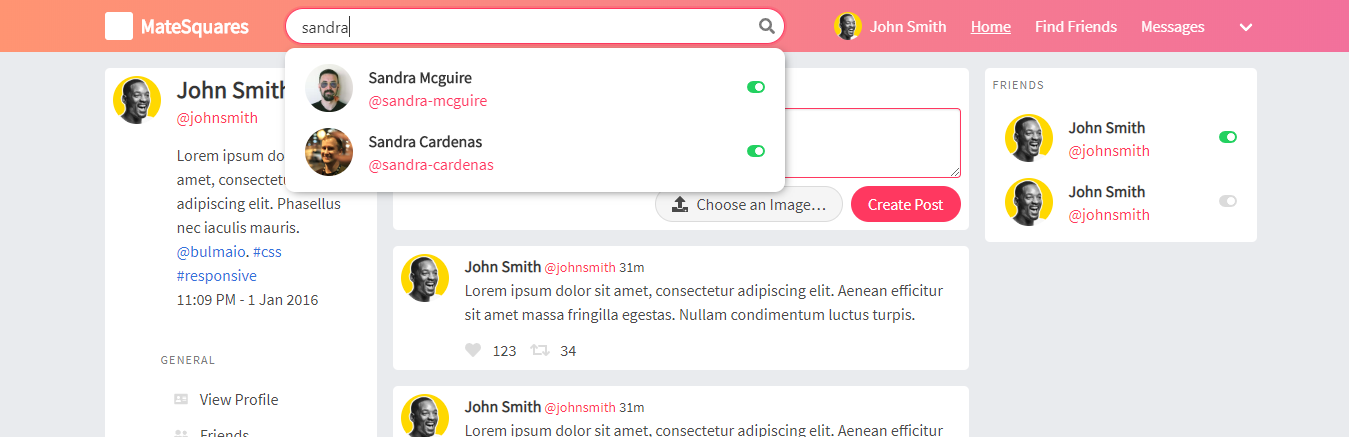 MateSquares
sandra
John Smith
Home
Find Friends
Messages
Sandra Mcguire
@sandra-mcguire
Sandra Cardenas
@sandra-cardenas
John Smith
@johnsmith
Lorem ipsum do
amet, consectetu
adipiscing elit. Phasellus
nec iaculis mauris.
@bulmaio. #css
#responsive
11:09 PM - 1 Jan 2016
GENERAL
View Profile
Friends
Choose an Image…
Create Post
John Smith @johnsmith 31m
Lorem ipsum dolor sit amet, consectetur adipiscing elit. Aenean efficitur
sit amet massa fringilla egestas. Nullam condimentum luctus turpis.
123
34
John Smith @johnsmith 31m
Lorem ipsum dolor sit amet, consectetur adipiscing elit. Aenean efficitur
FRIENDS
John Smith
@johnsmith
John Smith
@johnsmith